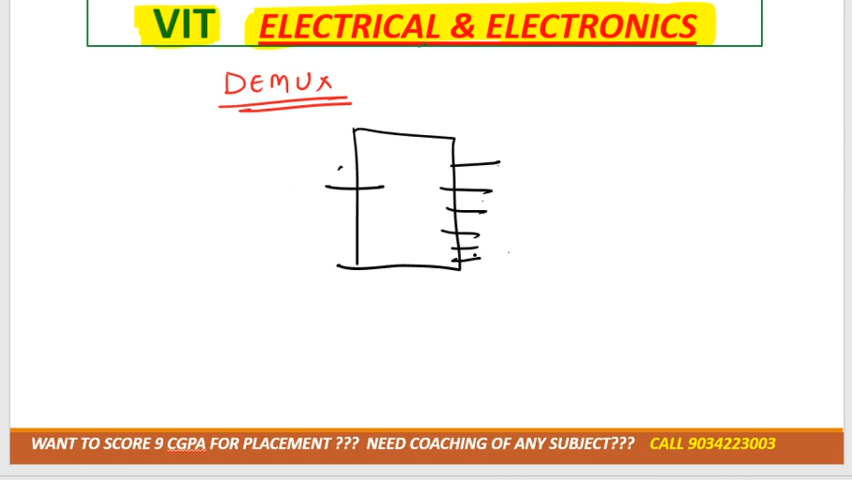 VIT ELECTRICAL & ELECTRONICS
DEMUX
WANT TO SCORE 9 CGPA FOR PLACEMENT ??? NEED COACHING OF ANY SUBJECT??? CALL 9034223003